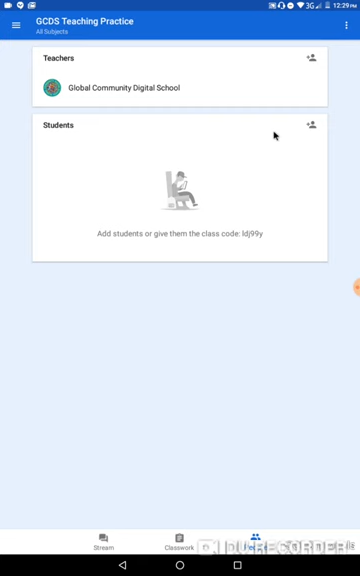 3G 12:29
GCDS Teaching Practice
All Subjects
Teachers
Global Community Digital School
Students
Add students or give them the class code: ldj99y
Stream
Classwork